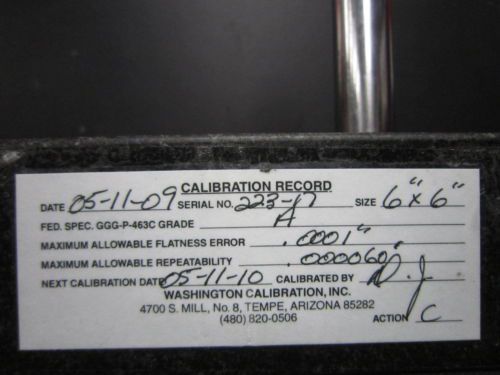 CALIBRATION RECORD
DATE 05-11-09 SERIAL NO. 223-17 SIZE 6" x 6"
FED. SPEC. GGG-P-463C GRADE A
MAXIMUM ALLOWABLE FLATNESS ERROR .0001"
MAXIMUM ALLOWABLE REPEATABILITY .000060"
NEXT CALIBRATION DATE 05-11-10 CALIBRATED BY D.J.
WASHINGTON CALIBRATION, INC.
4700 S. MILL, No. 8, TEMPE, ARIZONA 85282
(480) 820-0506
ACTION C